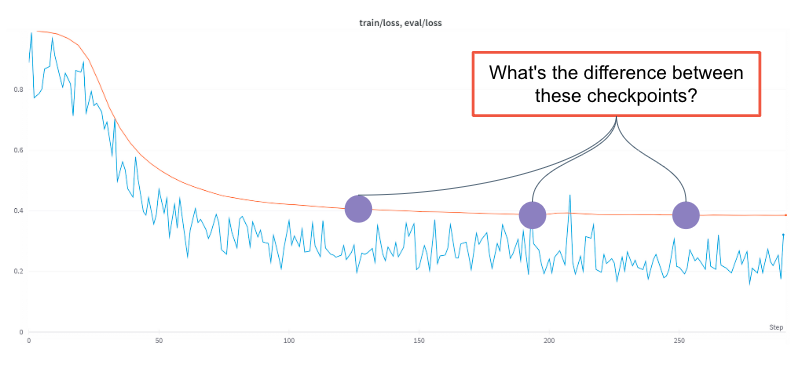 train/loss, eval/loss
What's the difference between
these checkpoints?
0.8
0.6
0.4
0.2
0
Step
0
50
100
150
200
250